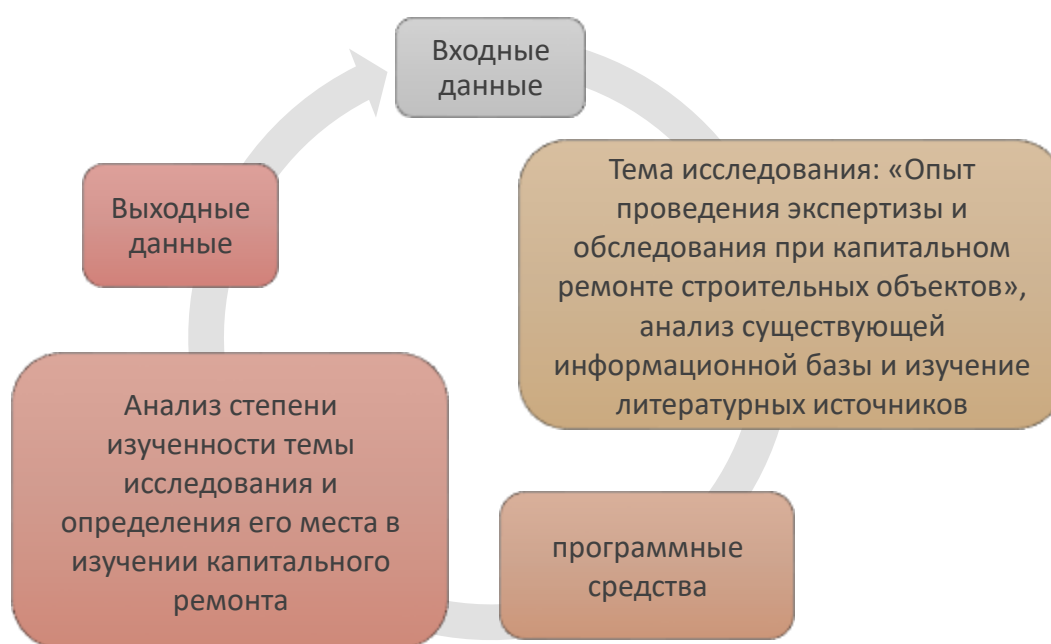 Входные
данные
Тема исследования: «Опыт
проведения экспертизы и
обследования при капитальном
ремонте строительных объектов»,
анализ существующей
информационной базы и изучение
литературных источников
программные
средства
Анализ степени
изученности темы
исследования и
определения его места в
изучении капитального
ремонта
Выходные
данные